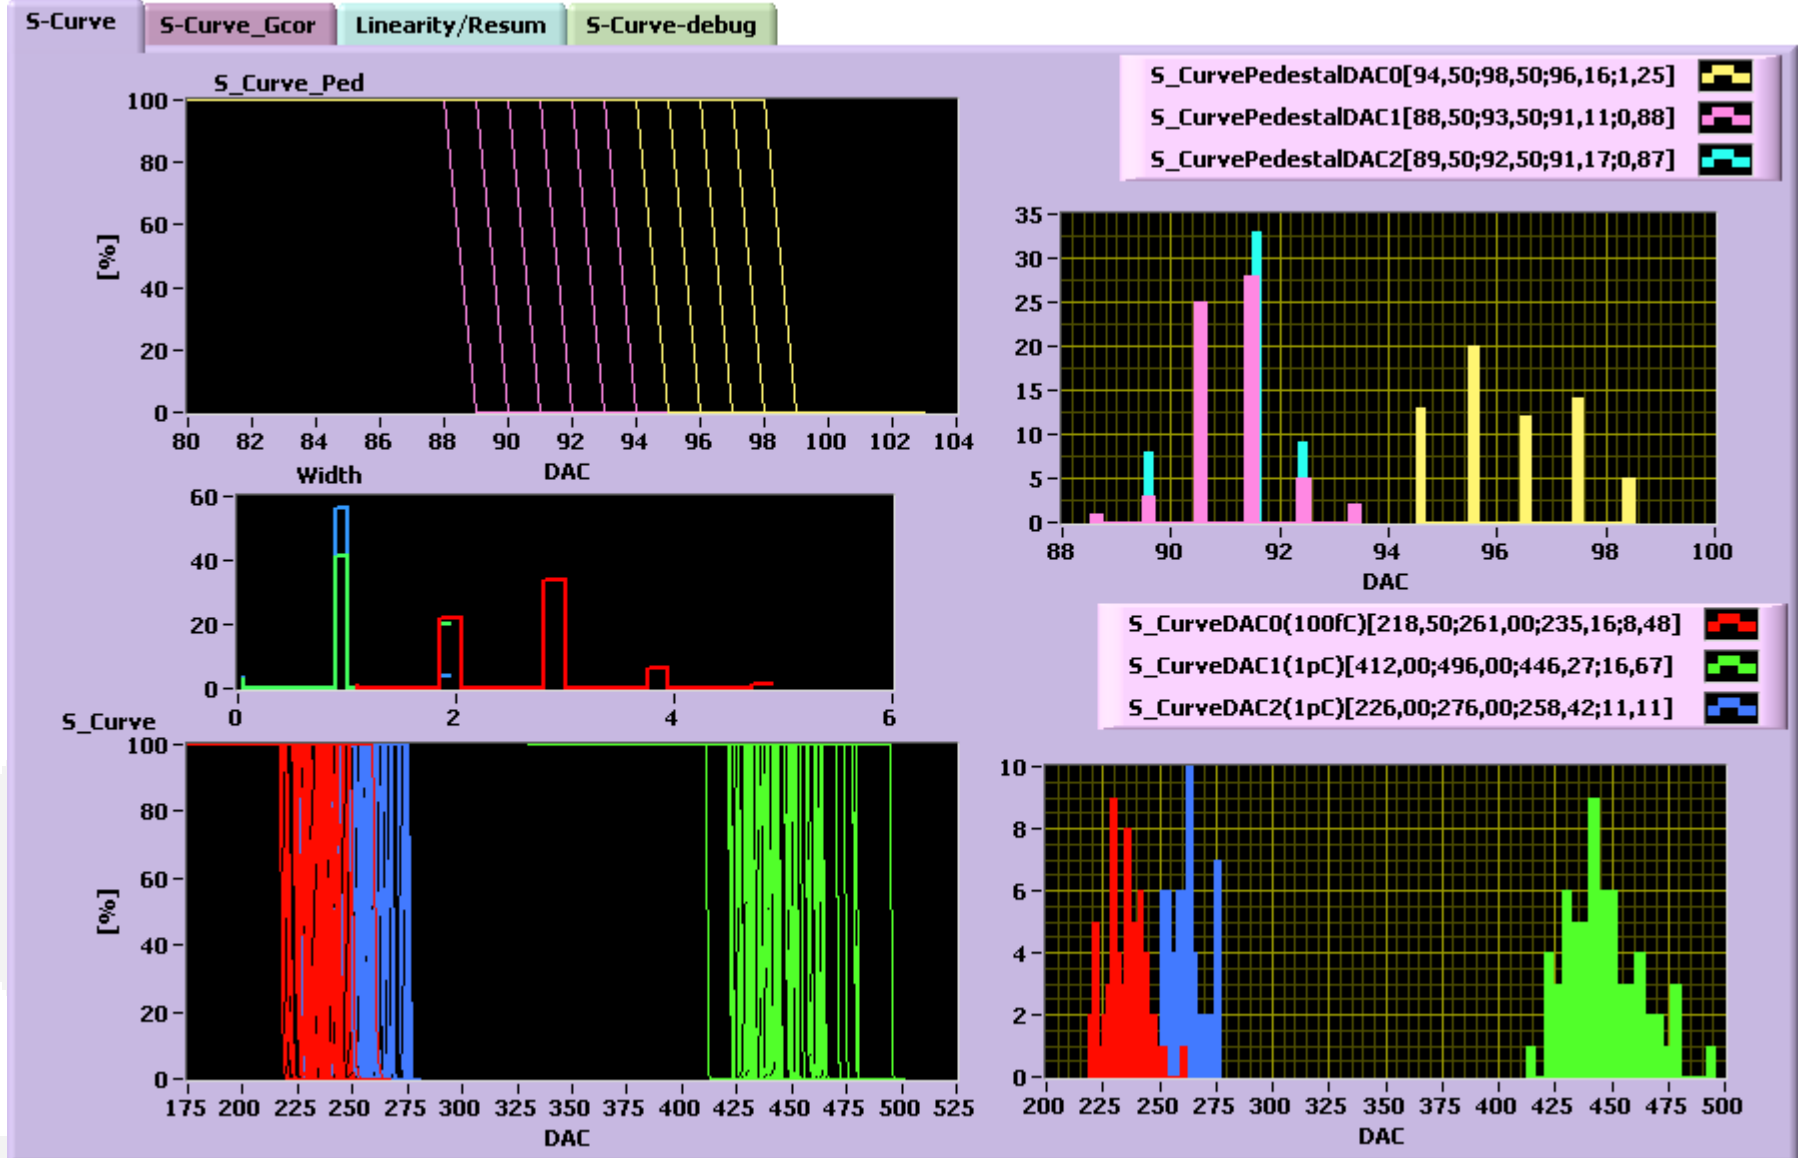 S-Curve S-Curve_Gcor Linearity/Resum S-Curve-debug
S_Curve_Ped
100
80
60
40
20
0
[%]
80 82 84 86 88 90 92 94 96 98 100 102 104
DAC
S_CurvePedestalDAC0[94,50;98,50;96,16;1,25]
S_CurvePedestalDAC1[88,50;93,50;91,11;0,88]
S_CurvePedestalDAC2[89,50;92,50;91,17;0,87]
35
30
25
20
15
10
5
0
88 90 92 94 96 98 100
DAC
Width
60
40
20
0
0 2 4 6
S_CurveDAC0(100fC)[218,50;261,00;235,16;8,48]
S_CurveDAC1(1pC)[412,00;496,00;446,27;16,67]
S_CurveDAC2(1pC)[226,00;276,00;258,42;11,11]
S_Curve
100
80
60
40
20
0
[%]
175 200 225 250 275 300 325 350 375 400 425 450 475 500 525
DAC
10
8
6
4
2
0
200 225 250 275 300 325 350 375 400 425 450 475 500
DAC